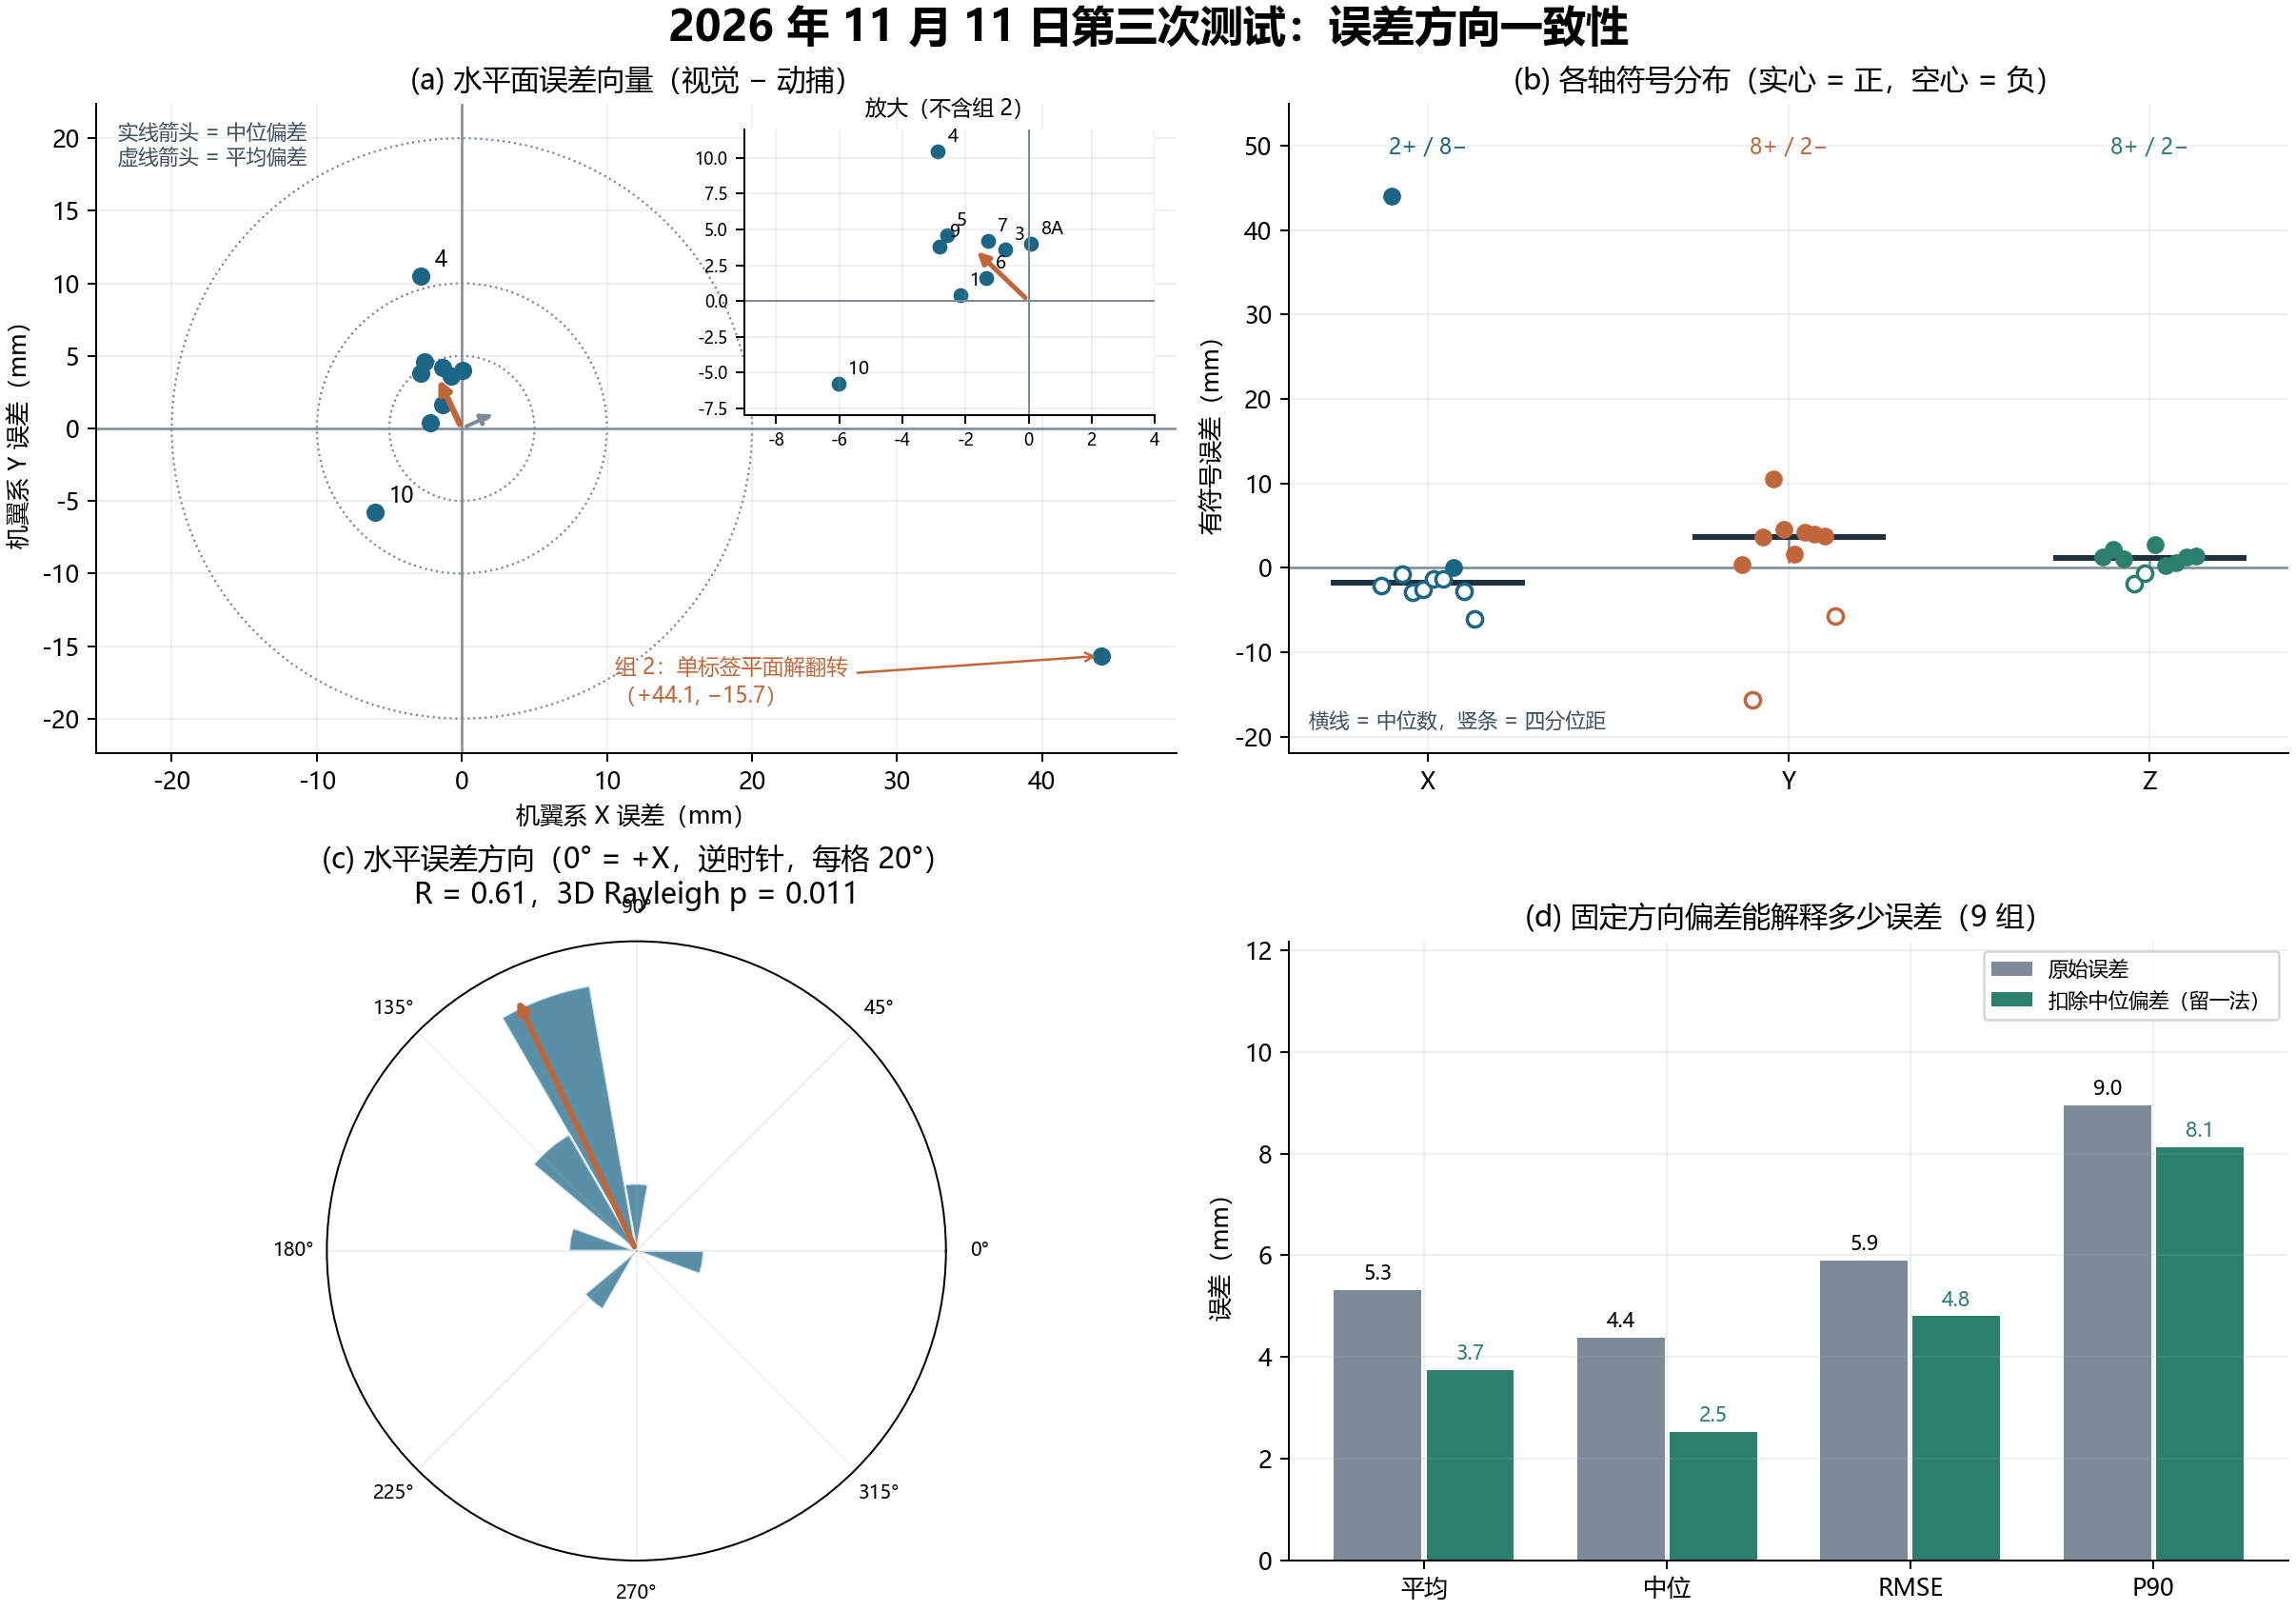 2026 年 11 月 11 日第三次测试：误差方向一致性
(a) 水平面误差向量（视觉 − 动捕）
实线箭头 = 中位偏差
虚线箭头 = 平均偏差
机翼系 Y 误差（mm）
20
15
10
5
0
-5
-10
-15
-20
-20
-10
0
10
20
30
40
机翼系 X 误差（mm）
4
10
组 2：单标签平面解翻转
（+44.1, −15.7）
放大（不含组 2）
10.0
7.5
5.0
2.5
0.0
-2.5
-5.0
-7.5
-8
-6
-4
-2
0
2
4
4
5
9
7
3
8A
6
1
10
(b) 各轴符号分布（实心 = 正，空心 = 负）
2+ / 8−
8+ / 2−
8+ / 2−
有符号误差（mm）
50
40
30
20
10
0
-10
-20
横线 = 中位数，竖条 = 四分位距
X
Y
Z
(c) 水平误差方向（0° = +X，逆时针，每格 20°）
R = 0.61，3D Rayleigh p = 0.011
90°
135°
45°
180°
0°
225°
315°
270°
(d) 固定方向偏差能解释多少误差（9 组）
原始误差
扣除中位偏差（留一法）
误差（mm）
12
10
8
6
4
2
0
5.3
3.7
4.4
2.5
5.9
4.8
9.0
8.1
平均
中位
RMSE
P90